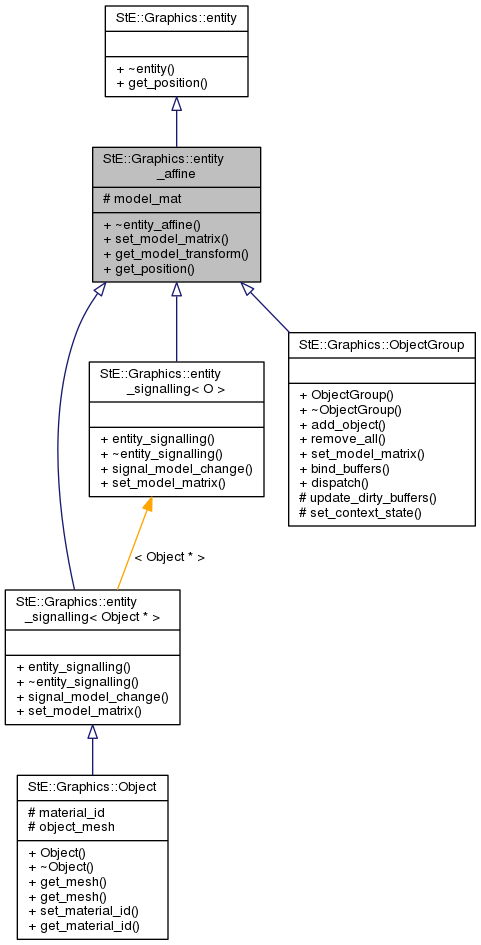 StE::Graphics::entity
+ ~entity()
+ get_position()
StE::Graphics::entity
_affine
# model_mat
+ ~entity_affine()
+ set_model_matrix()
+ get_model_transform()
+ get_position()
StE::Graphics::entity
_signalling< O >
+ entity_signalling()
+ ~entity_signalling()
+ signal_model_change()
+ set_model_matrix()
StE::Graphics::ObjectGroup
+ ObjectGroup()
+ ~ObjectGroup()
+ add_object()
+ remove_all()
+ set_model_matrix()
+ bind_buffers()
+ dispatch()
# update_dirty_buffers()
# set_context_state()
< Object * >
StE::Graphics::entity
_signalling< Object * >
+ entity_signalling()
+ ~entity_signalling()
+ signal_model_change()
+ set_model_matrix()
StE::Graphics::Object
# material_id
# object_mesh
+ Object()
+ ~Object()
+ get_mesh()
+ get_mesh()
+ set_material_id()
+ get_material_id()